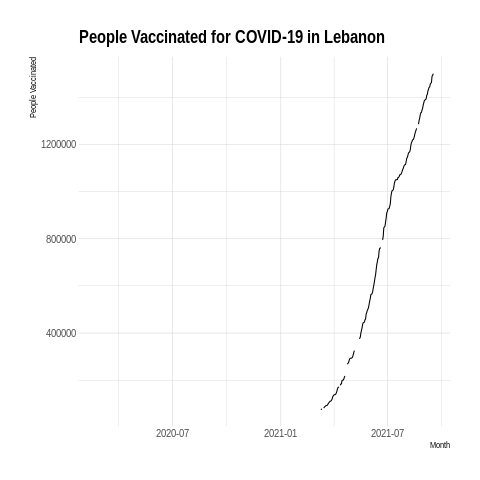 People Vaccinated for COVID-19 in Lebanon
People Vaccinated
1200000
800000
400000
2020-07
2021-01
2021-07
Month